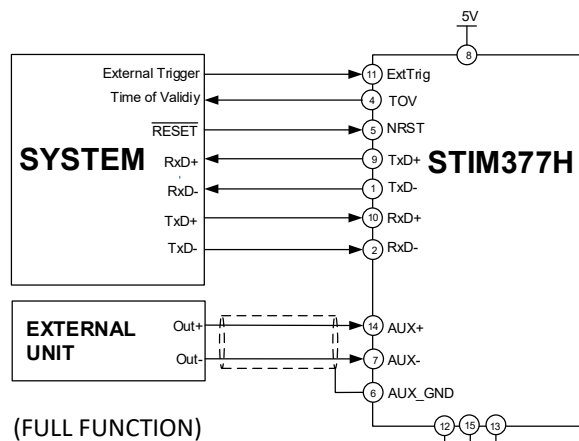 5V
8
External Trigger 11 ExtTrig
Time of Validiy 4 TOV
RESET 5 NRST
SYSTEM STIM377H
RxD+ 9 TxD+
RxD- 1 TxD-
TxD+ 10 RxD+
TxD- 2 RxD-
EXTERNAL
UNIT
Out+ 14 AUX+
Out- 7 AUX-
6 AUX_GND
(FULL FUNCTION)
12 15 13